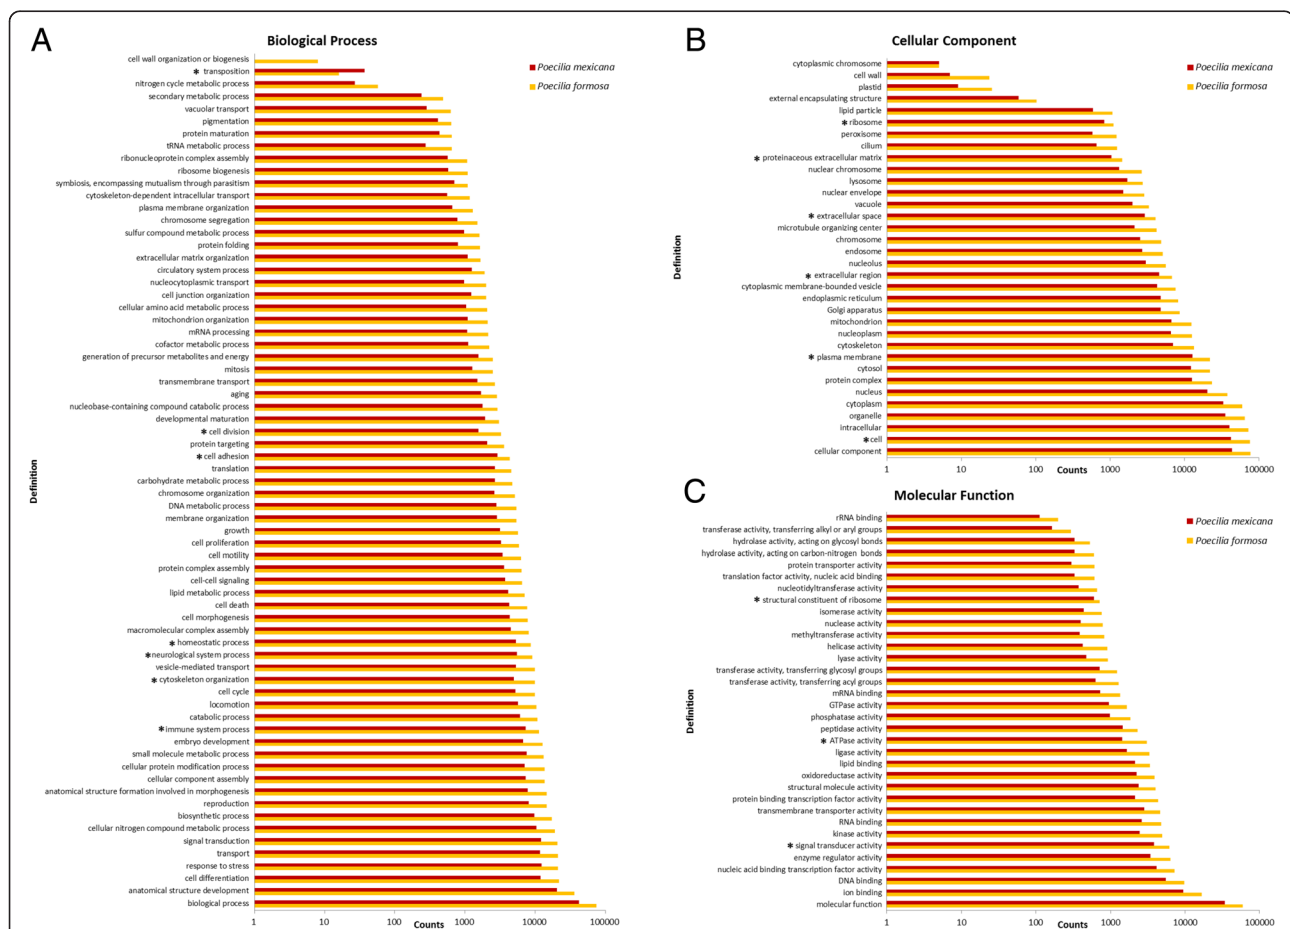 A
Biological Process
Poecilia mexicana
Poecilia formosa
Definition
cell wall organization or biogenesis
* transposition
nitrogen cycle metabolic process
secondary metabolic process
vacuolar transport
pigmentation
protein maturation
tRNA metabolic process
ribonucleoprotein complex assembly
ribosome biogenesis
symbiosis, encompassing mutualism through parasitism
cytoskeleton-dependent intracellular transport
plasma membrane organization
chromosome segregation
sulfur compound metabolic process
protein folding
extracellular matrix organization
circulatory system process
nucleocytoplasmic transport
cell junction organization
cellular amino acid metabolic process
mitochondrion organization
mRNA processing
cofactor metabolic process
generation of precursor metabolites and energy
mitosis
transmembrane transport
aging
nucleobase-containing compound catabolic process
developmental maturation
* cell division
protein targeting
* cell adhesion
translation
carbohydrate metabolic process
chromosome organization
DNA metabolic process
membrane organization
growth
cell proliferation
cell motility
protein complex assembly
cell-cell signaling
lipid metabolic process
cell death
cell morphogenesis
macromolecular complex assembly
* homeostatic process
* neurological system process
vesicle-mediated transport
* cytoskeleton organization
cell cycle
locomotion
catabolic process
* immune system process
embryo development
small molecule metabolic process
cellular protein modification process
cellular component assembly
anatomical structure formation involved in morphogenesis
reproduction
biosynthetic process
cellular nitrogen compound metabolic process
signal transduction
transport
response to stress
cell differentiation
anatomical structure development
biological process
1 10 100 1000 10000 100000
Counts
B
Cellular Component
Poecilia mexicana
Poecilia formosa
Definition
cytoplasmic chromosome
cell wall
plastid
external encapsulating structure
lipid particle
* ribosome
peroxisome
cilium
* proteinaceous extracellular matrix
nuclear chromosome
lysosome
nuclear envelope
vacuole
* extracellular space
microtubule organizing center
chromosome
endosome
nucleolus
* extracellular region
cytoplasmic membrane-bounded vesicle
endoplasmic reticulum
Golgi apparatus
mitochondrion
nucleoplasm
cytoskeleton
* plasma membrane
cytosol
protein complex
nucleus
cytoplasm
organelle
intracellular
* cell
cellular component
1 10 100 1000 10000 100000
Counts
C
Molecular Function
Poecilia mexicana
Poecilia formosa
Definition
rRNA binding
transferase activity, transferring alkyl or aryl groups
hydrolase activity, acting on glycosyl bonds
hydrolase activity, acting on carbon-nitrogen bonds
protein transporter activity
translation factor activity, nucleic acid binding
nucleotidyltransferase activity
* structural constituent of ribosome
isomerase activity
nuclease activity
methyltransferase activity
helicase activity
lyase activity
transferase activity, transferring glycosyl groups
transferase activity, transferring acyl groups
mRNA binding
GTPase activity
phosphatase activity
peptidase activity
* ATPase activity
ligase activity
lipid binding
oxidoreductase activity
structural molecule activity
protein binding transcription factor activity
transmembrane transporter activity
RNA binding
kinase activity
* signal transducer activity
enzyme regulator activity
nucleic acid binding transcription factor activity
DNA binding
ion binding
molecular function
1 10 100 1000 10000 100000
Counts